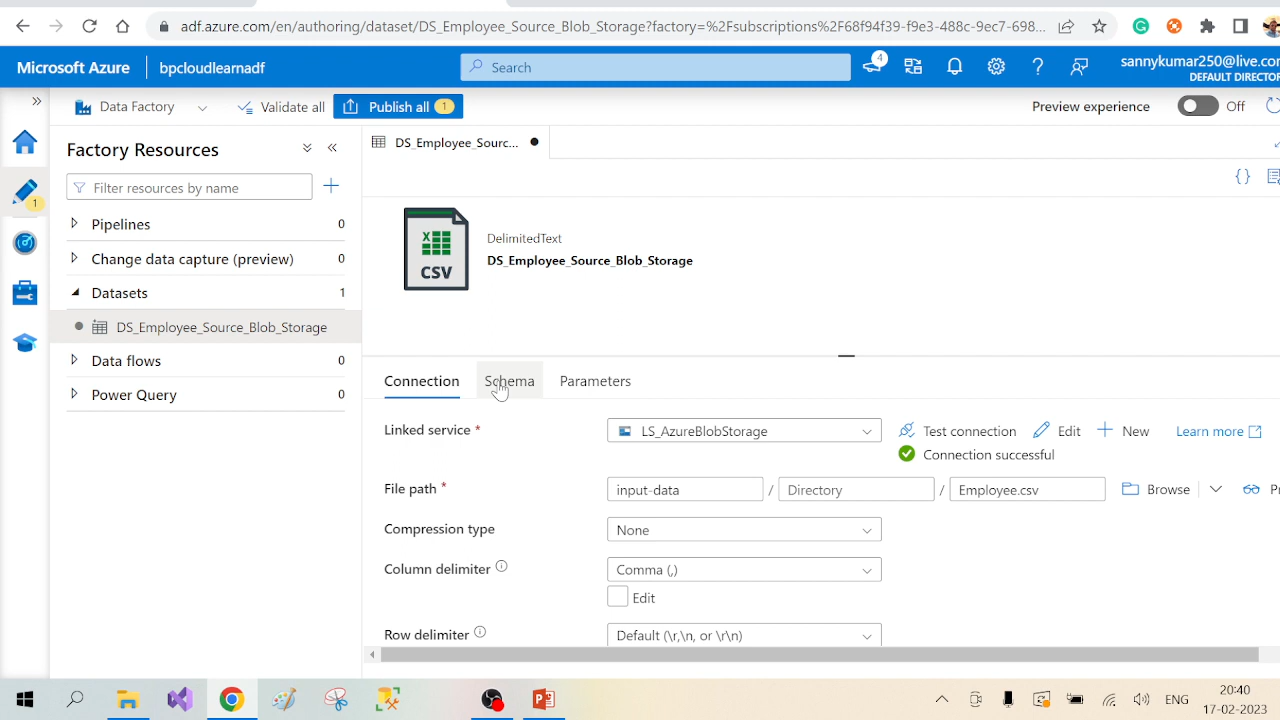 adf.azure.com/en/authoring/dataset/DS_Employee_Source_Blob_Storage?factory=%2Fsubscriptions%2F68f94f39-f9e3-488c-9ec7-698...
Microsoft Azure
bpcloudlearnadf
Search
4
sannykumar250@live.co
DEFAULT DIRECTOR
Data Factory
Validate all
Publish all
1
Preview experience
Off
Factory Resources
DS_Employee_Sourc...
Filter resources by name
1
Pipelines
0
Change data capture (preview)
0
Datasets
1
DS_Employee_Source_Blob_Storage
Data flows
0
Power Query
0
X
CSV
DelimitedText
DS_Employee_Source_Blob_Storage
Connection
Schema
Parameters
Linked service *
LS_AzureBlobStorage
Test connection
Edit
New
Learn more
Connection successful
File path *
input-data
/
Directory
/
Employee.csv
Browse
Pr
Compression type
None
Column delimiter
Comma (,)
Edit
Row delimiter
Default (\r,\n, or \r\n)
ENG
20:40
17-02-2023